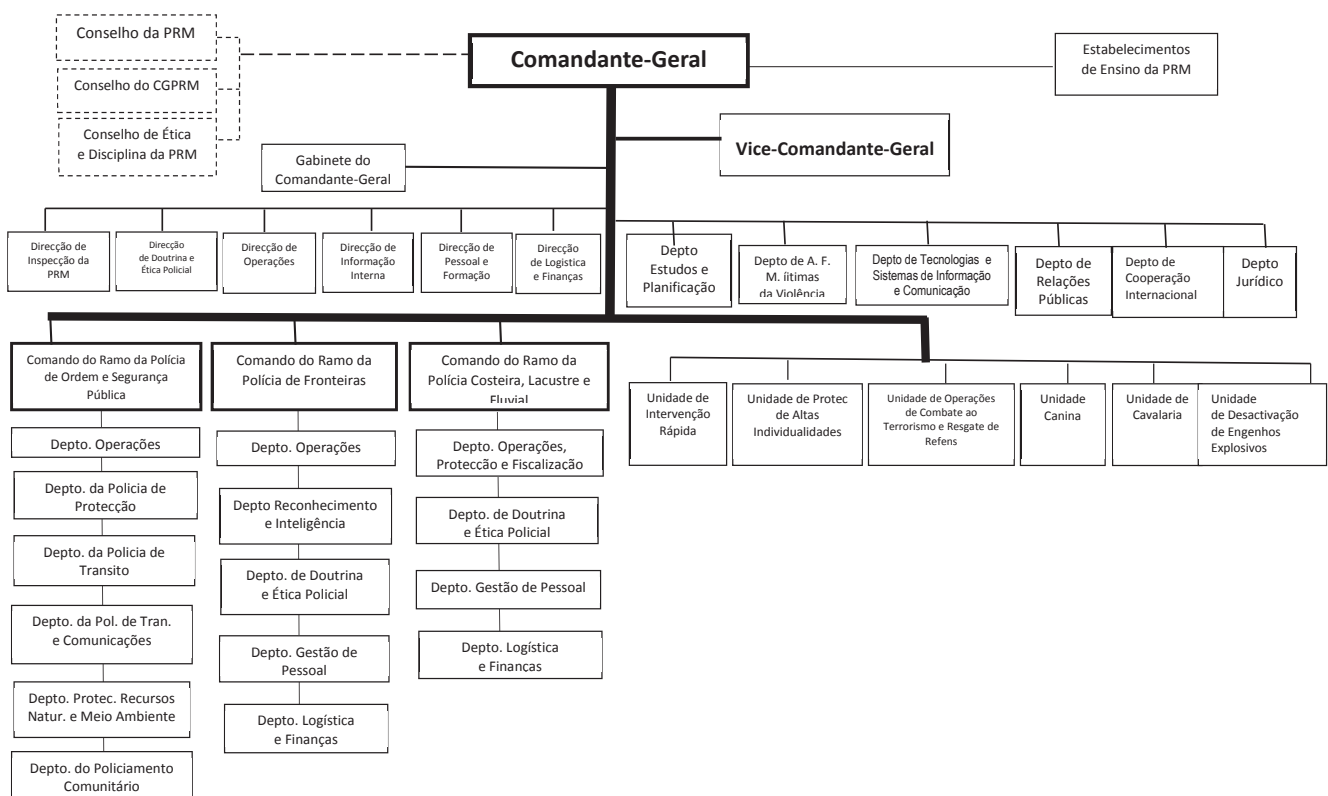 Conselho da PRM
Conselho do CGPRM
Conselho de Ética
e Disciplina da PRM
Comandante-Geral
Estabelecimentos
de Ensino da PRM
Vice-Comandante-Geral
Gabinete do
Comandante-Geral
Direcção de
Inspecção da
PRM
Direcção
de Doutrina e
Ética Policial
Direcção de
Operações
Direcção de
Informação
Interna
Direcção de
Pessoal e
Formação
Direcção
de Logistica
e Finanças
Depto
Estudos e
Planificação
Depto de A. F.
M. íitimas
da Violência
Depto de Tecnologias e
Sistemas de Informação
e Comunicação
Depto de
Relações
Públicas
Depto de
Cooperação
Internacional
Depto
Jurídico
Comando do Ramo da Polícia
de Ordem e Segurança
Pública
Comando do Ramo da
Polícia de Fronteiras
Comando do Ramo da
Polícia Costeira, Lacustre e
Fluvial
Unidade de
Intervenção
Rápida
Unidade de Protec
de Altas
Individualidades
Unidade de Operações
de Combate ao
Terrorismo e Resgate de
Refens
Unidade
Canina
Unidade de
Cavalaria
Unidade
de Desactivação
de Engenhos
Explosivos
Depto. Operações
Depto. da Policia de
Protecção
Depto. da Policia de
Transito
Depto. da Pol. de Tran.
e Comunicações
Depto. Protec. Recursos
Natur. e Meio Ambiente
Depto. do Policiamento
Comunitário
Depto. Operações
Depto Reconhecimento
e Inteligência
Depto. de Doutrina
e Ética Policial
Depto. Gestão de
Pessoal
Depto. Logística
e Finanças
Depto. Operações,
Protecção e Fiscalização
Depto. de Doutrina
e Ética Policial
Depto. Gestão de Pessoal
Depto. Logística
e Finanças